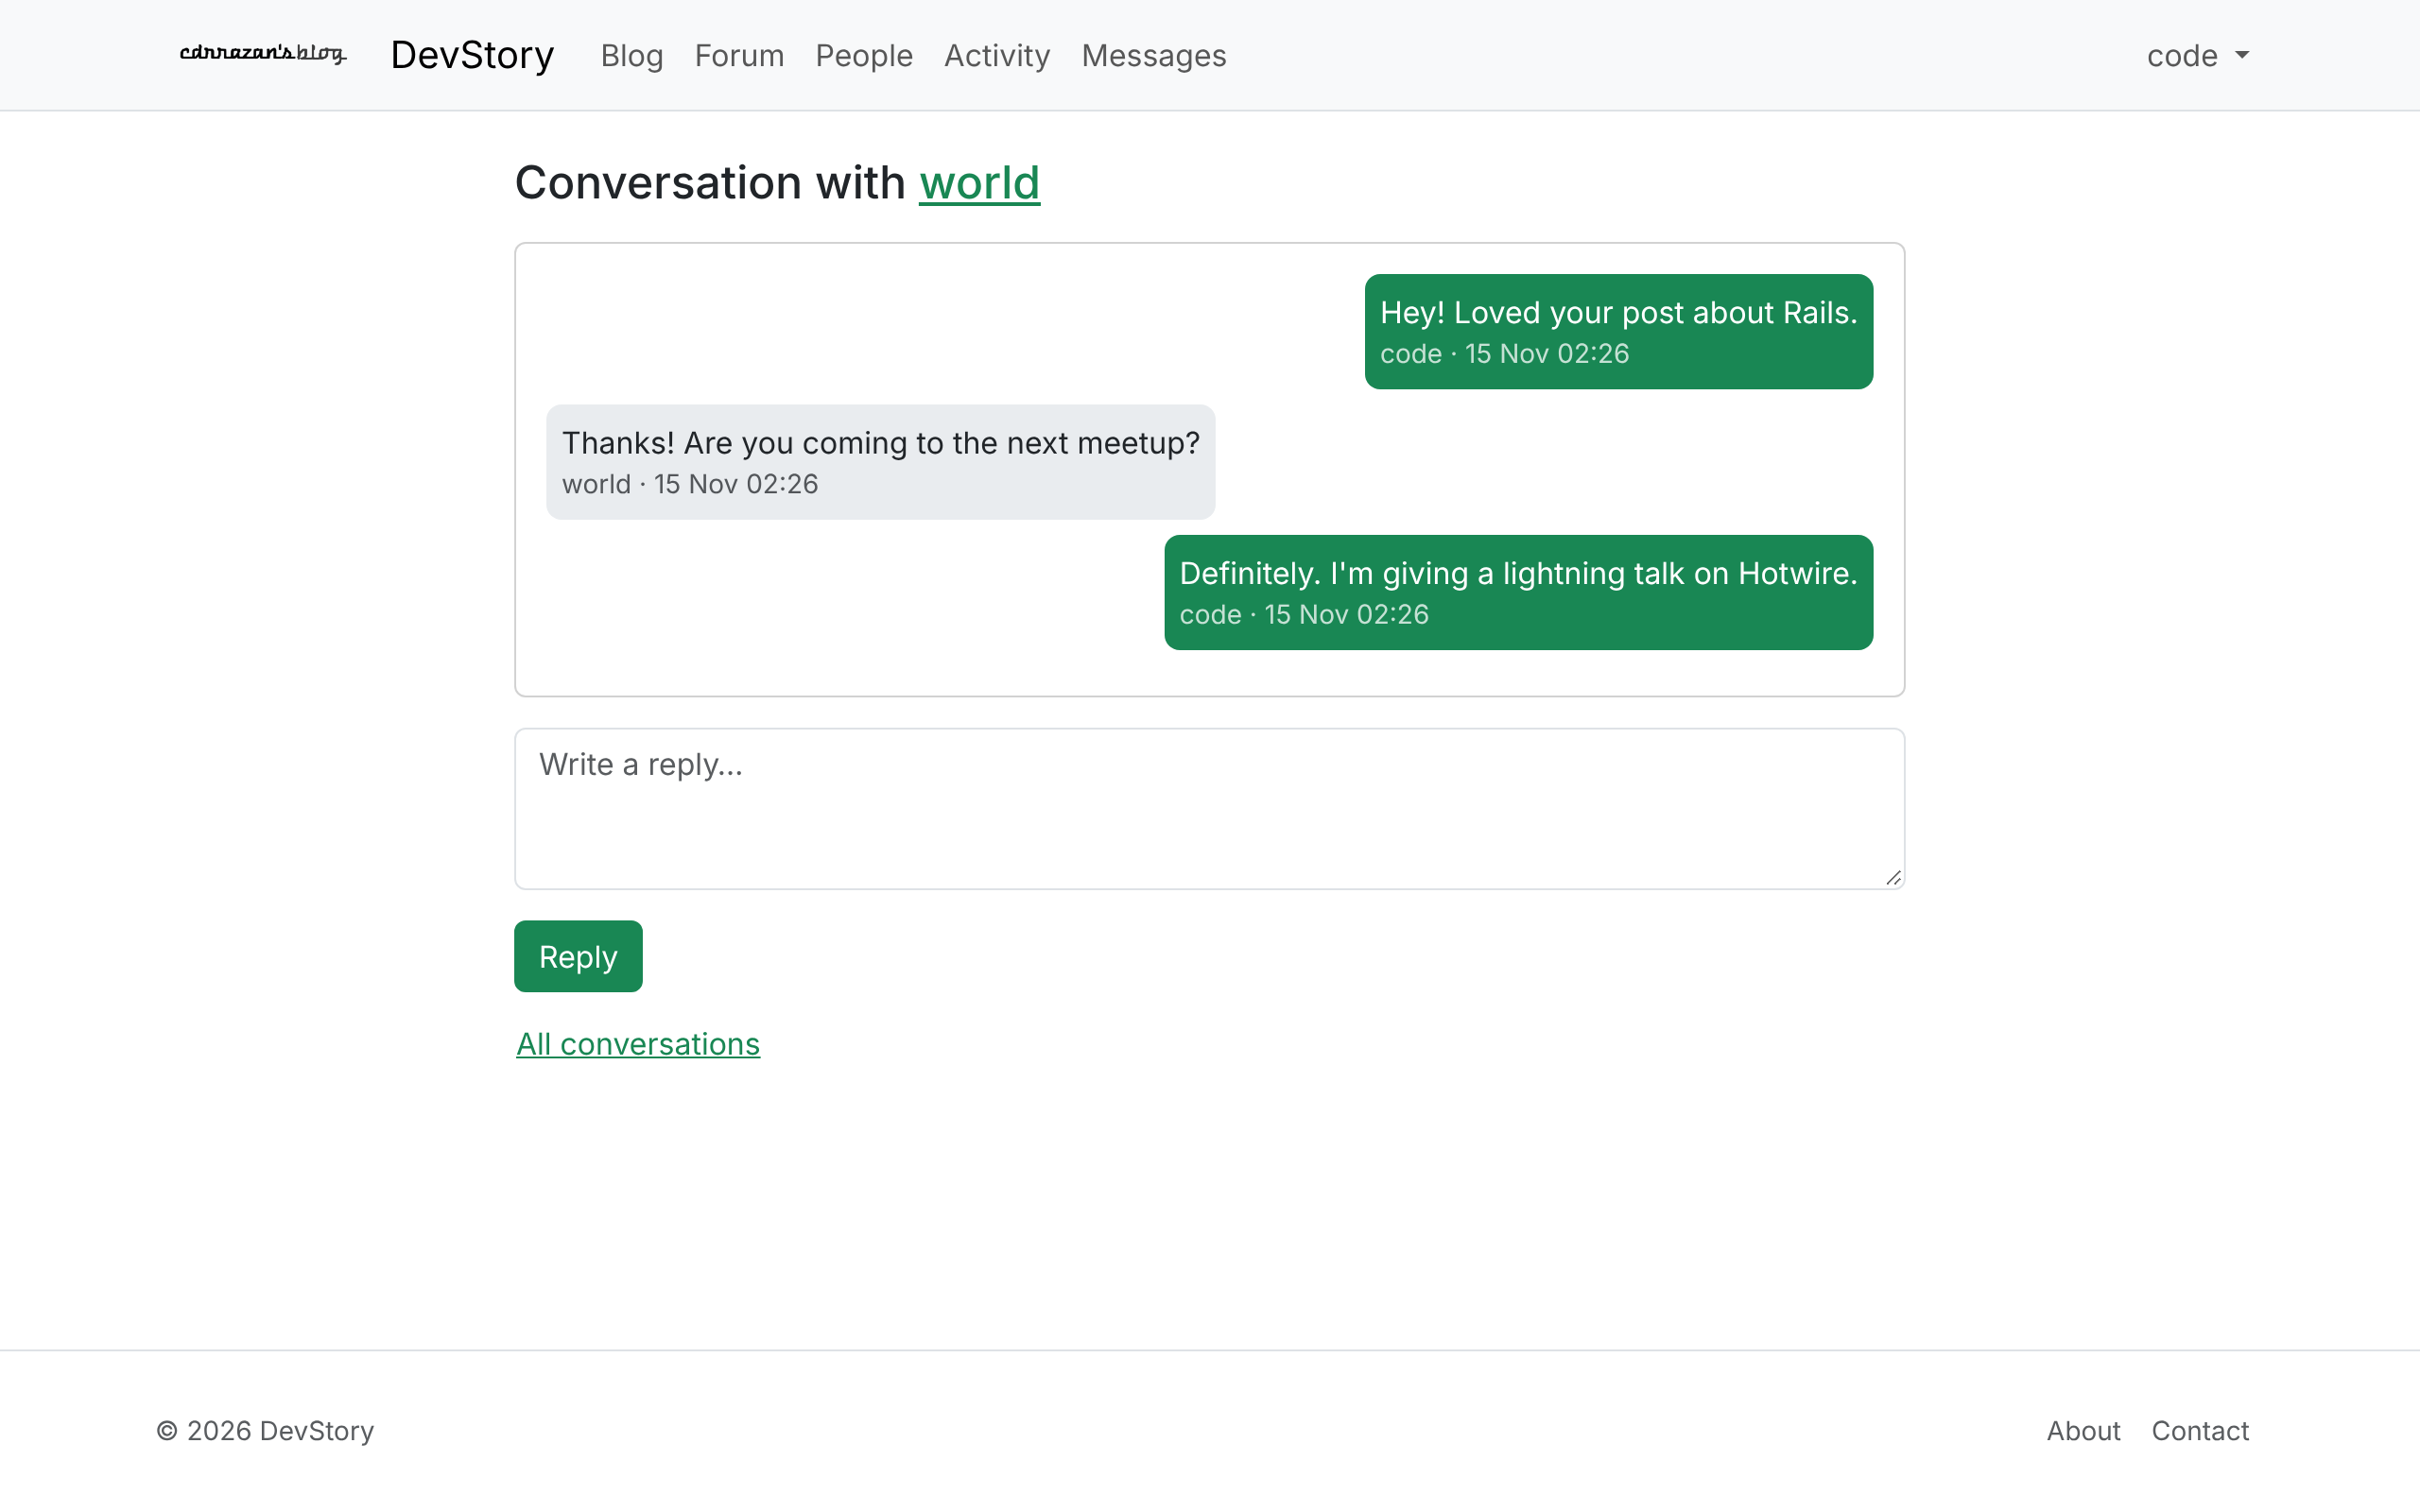 cdrrazan's blog
DevStory
Blog
Forum
People
Activity
Messages
code
Conversation with world
Hey! Loved your post about Rails.
code · 15 Nov 02:26
Thanks! Are you coming to the next meetup?
world · 15 Nov 02:26
Definitely. I'm giving a lightning talk on Hotwire.
code · 15 Nov 02:26
Write a reply...
Reply
All conversations
© 2026 DevStory
About
Contact